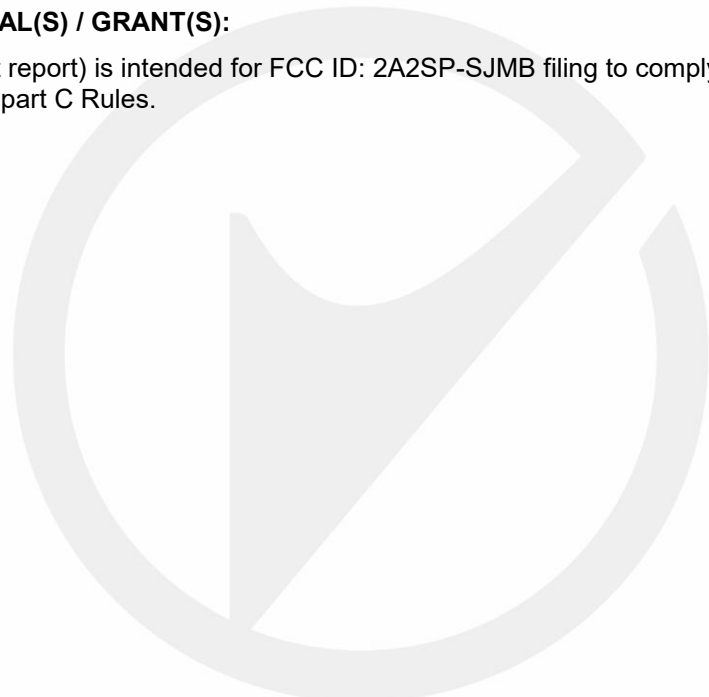 AL(S) / GRANT(S):
report) is intended for FCC ID: 2A2SP-SJMB filing to comply
part C Rules.